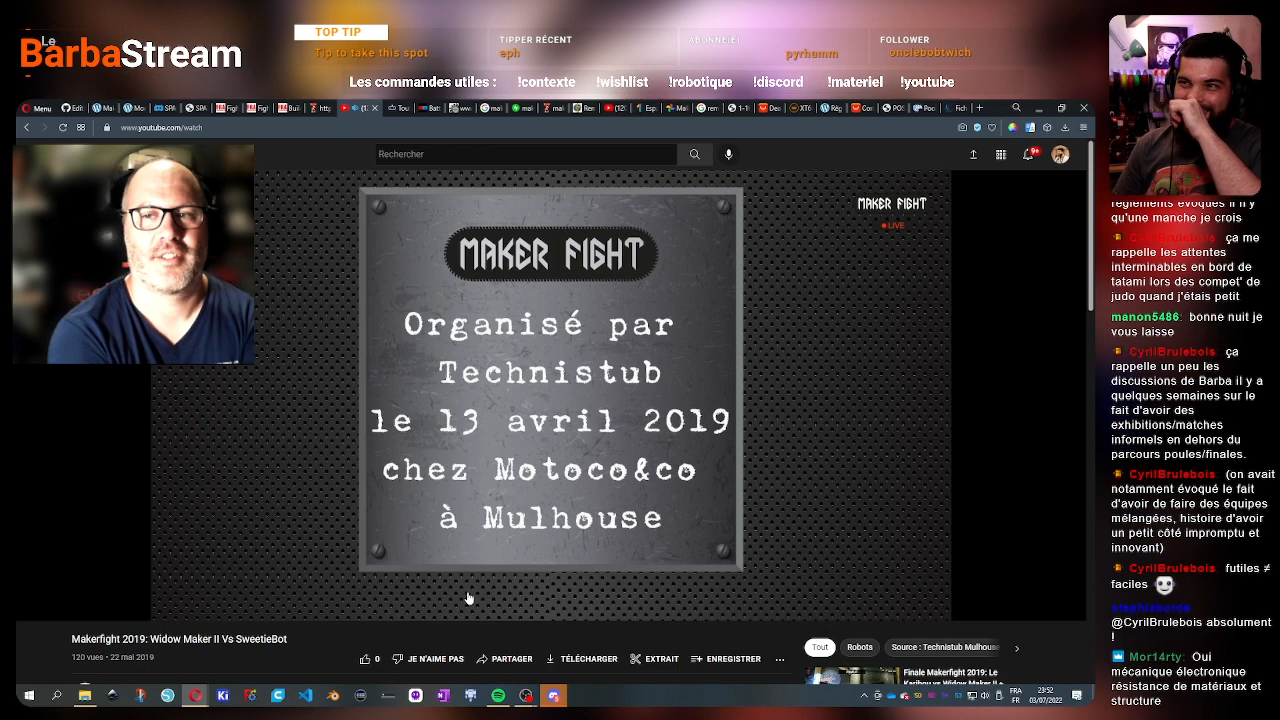 Le
BarbaStream
TOP TIP
Tip to take this spot
TIPPER RÉCENT
eph
ABONNÉ(E)
pyrhamm
FOLLOWER
onclebobtwich
Les commandes utiles : !contexte !wishlist !robotique !discord !materiel !youtube
Menu
www.youtube.com/watch
Rechercher
9+
MAKER FIGHT
LIVE
MAKER FIGHT
Organisé par
Technistub
le 13 avril 2019
chez Motoco&co
à Mulhouse
Makerfight 2019: Widow Maker II Vs SweetieBot
120 vues • 22 mai 2019
0
JE N'AIME PAS
PARTAGER
TÉLÉCHARGER
EXTRAIT
ENREGISTRER
Tout
Robots
Source : Technistub Mulhouse
Finale Makerfight 2019: Le
FRA
FR
23:52
03/07/2022
règlements évoqués il n'y
qu'une manche je crois
CyrilBrulebois ça me
rappelle les attentes
interminables en bord de
tatami lors des compet' de
judo quand j'étais petit
manon5486: bonne nuit je
vous laisse
CyrilBrulebois ça
rappelle un peu les
discussions de Barba il y a
quelques semaines sur le
fait d'avoir des
exhibitions/matches
informels en dehors du
parcours poules/finales.
CyrilBrulebois (on avait
notamment évoqué le fait
d'avoir de faire des équipes
mélangées, histoire d'avoir
un petit côté impromptu et
innovant)
CyrilBrulebois futiles ≠
faciles
stephlaborde
@CyrilBrulebois absolument
!
Mor14rty: Oui
mécanique électronique
résistance de matériaux et
structure